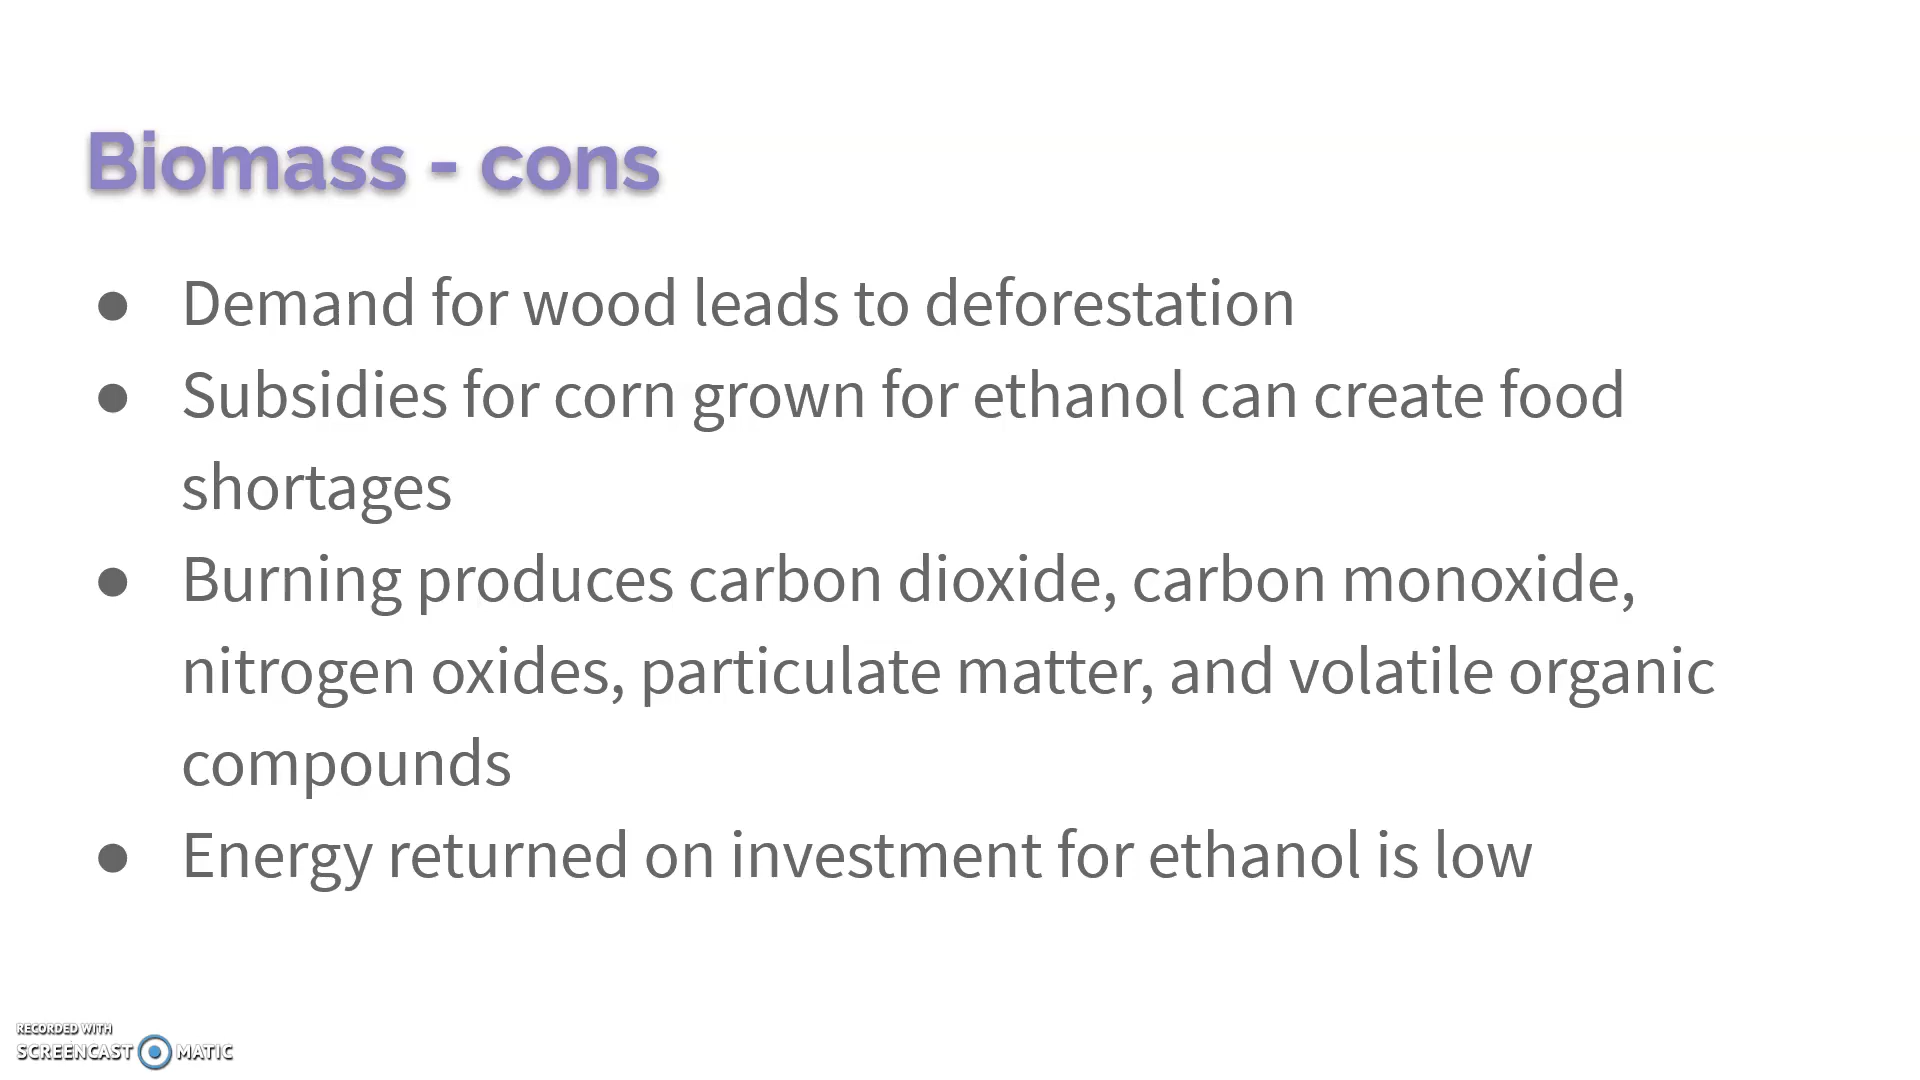 Biomass - cons
● Demand for wood leads to deforestation
● Subsidies for corn grown for ethanol can create food
shortages
● Burning produces carbon dioxide, carbon monoxide,
nitrogen oxides, particulate matter, and volatile organic
compounds
● Energy returned on investment for ethanol is low
RECORDED WITH
SCREENCAST MATIC